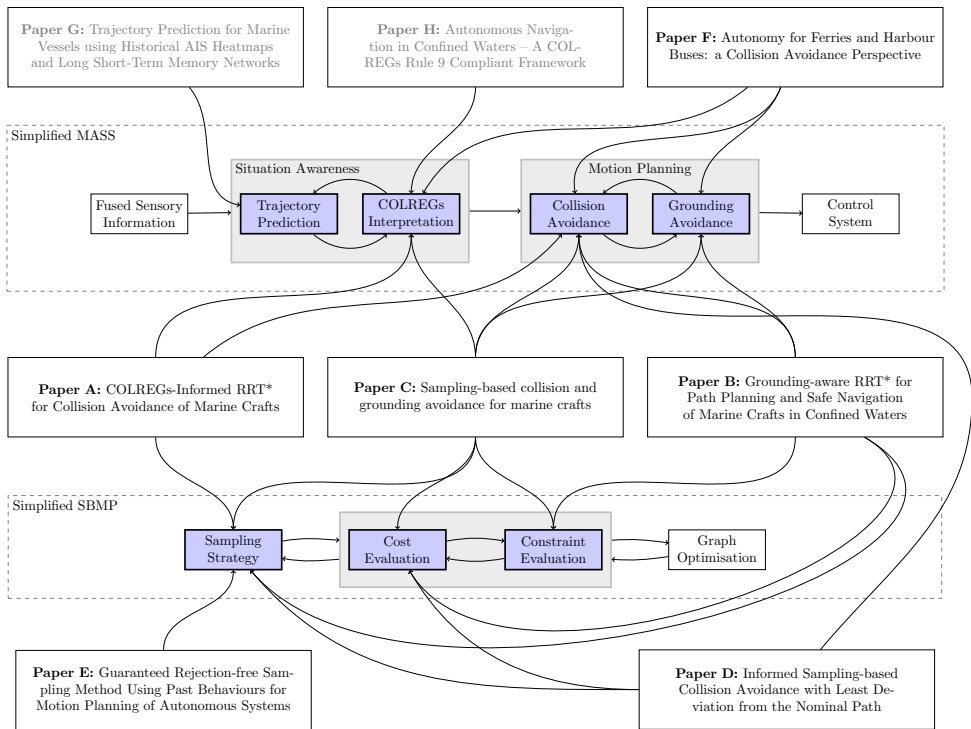 Paper G: Trajectory Prediction for Marine
Vessels using Historical AIS Heatmaps
and Long Short-Term Memory Networks
Paper H: Autonomous Naviga-
tion in Confined Waters – A COL-
REGs Rule 9 Compliant Framework
Paper F: Autonomy for Ferries and Harbour
Buses: a Collision Avoidance Perspective
Simplified MASS
Situation Awareness
Motion Planning
Fused Sensory
Information
Trajectory
Prediction
COLREGs
Interpretation
Collision
Avoidance
Grounding
Avoidance
Control
System
Paper A: COLREGs-Informed RRT*
for Collision Avoidance of Marine Crafts
Paper C: Sampling-based collision and
grounding avoidance for marine crafts
Paper B: Grounding-aware RRT* for
Path Planning and Safe Navigation
of Marine Crafts in Confined Waters
Simplified SBMP
Sampling
Strategy
Cost
Evaluation
Constraint
Evaluation
Graph
Optimisation
Paper E: Guaranteed Rejection-free Sam-
pling Method Using Past Behaviours for
Motion Planning of Autonomous Systems
Paper D: Informed Sampling-based
Collision Avoidance with Least De-
viation from the Nominal Path